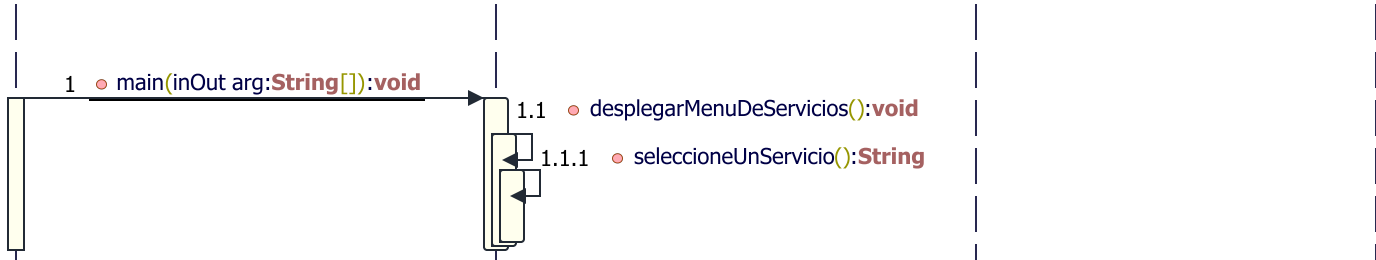 1 main(inOut arg:String[]):void
1.1 desplegarMenuDeServicios():void
1.1.1 seleccioneUnServicio():String